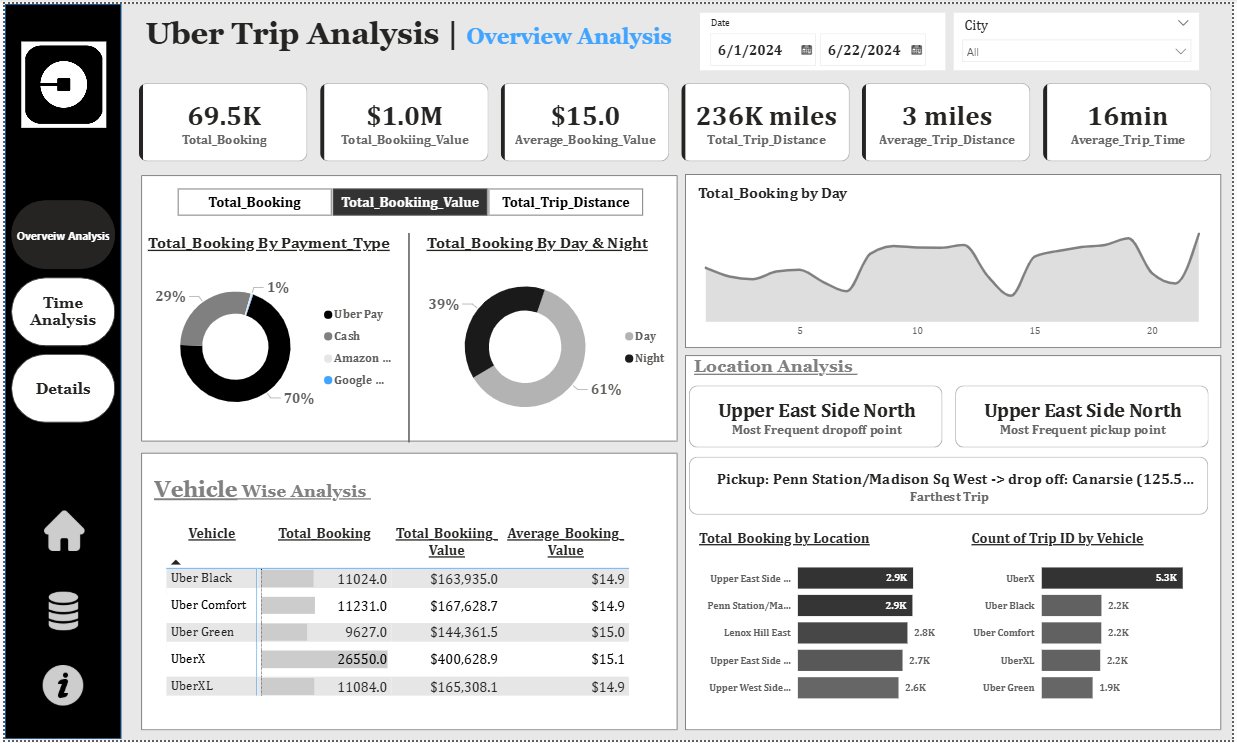 Uber Trip Analysis | Overview Analysis
Date
6/1/2024 6/22/2024
City
All
69.5K
Total_Booking
$1.0M
Total_Bookiing_Value
$15.0
Average_Booking_Value
236K miles
Total_Trip_Distance
3 miles
Average_Trip_Distance
16min
Average_Trip_Time
Overveiw Analysis
Time
Analysis
Details
Total_Booking Total_Bookiing_Value Total_Trip_Distance
Total_Booking By Payment_Type
29%
1%
70%
Uber Pay
Cash
Amazon ...
Google ...
Total_Booking By Day & Night
39%
61%
Day
Night
Total_Booking by Day
5 10 15 20
Vehicle Wise Analysis
Vehicle Total_Booking Total_Bookiing_ Average_Booking_
Value Value
Uber Black 11024.0 $163,935.0 $14.9
Uber Comfort 11231.0 $167,628.7 $14.9
Uber Green 9627.0 $144,361.5 $15.0
UberX 26550.0 $400,628.9 $15.1
UberXL 11084.0 $165,308.1 $14.9
Location Analysis
Upper East Side North
Most Frequent dropoff point
Upper East Side North
Most Frequent pickup point
Pickup: Penn Station/Madison Sq West -> drop off: Canarsie (125.5...
Farthest Trip
Total_Booking by Location
Upper East Side ... 2.9K
Penn Station/Ma... 2.9K
Lenox Hill East 2.8K
Upper East Side ... 2.7K
Upper West Side... 2.6K
Count of Trip ID by Vehicle
UberX 5.3K
Uber Black 2.2K
Uber Comfort 2.2K
UberXL 2.2K
Uber Green 1.9K